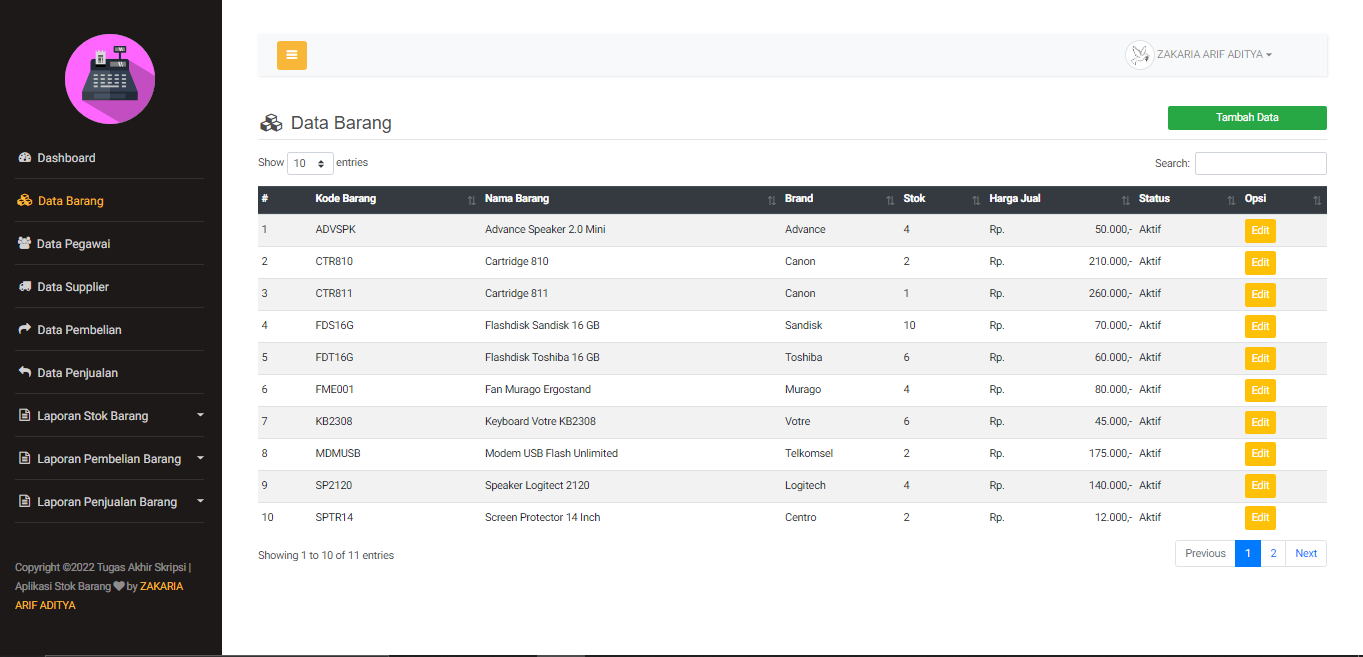 ZAKARIA ARIF ADITYA
Dashboard
Data Barang
Data Pegawai
Data Supplier
Data Pembelian
Data Penjualan
Laporan Stok Barang
Laporan Pembelian Barang
Laporan Penjualan Barang
Copyright ©2022 Tugas Akhir Skripsi |
Aplikasi Stok Barang ♥ by ZAKARIA
ARIF ADITYA
Data Barang
Tambah Data
Show 10 entries
Search:
# Kode Barang Nama Barang Brand Stok Harga Jual Status Opsi
1 ADVSPK Advance Speaker 2.0 Mini Advance 4 Rp. 50.000,- Aktif Edit
2 CTR810 Cartridge 810 Canon 2 Rp. 210.000,- Aktif Edit
3 CTR811 Cartridge 811 Canon 1 Rp. 260.000,- Aktif Edit
4 FDS16G Flashdisk Sandisk 16 GB Sandisk 10 Rp. 70.000,- Aktif Edit
5 FDT16G Flashdisk Toshiba 16 GB Toshiba 6 Rp. 60.000,- Aktif Edit
6 FME001 Fan Murago Ergostand Murago 4 Rp. 80.000,- Aktif Edit
7 KB2308 Keyboard Votre KB2308 Votre 6 Rp. 45.000,- Aktif Edit
8 MDMUSB Modem USB Flash Unlimited Telkomsel 2 Rp. 175.000,- Aktif Edit
9 SP2120 Speaker Logitect 2120 Logitech 4 Rp. 140.000,- Aktif Edit
10 SPTR14 Screen Protector 14 Inch Centro 2 Rp. 12.000,- Aktif Edit
Showing 1 to 10 of 11 entries
Previous 1 2 Next